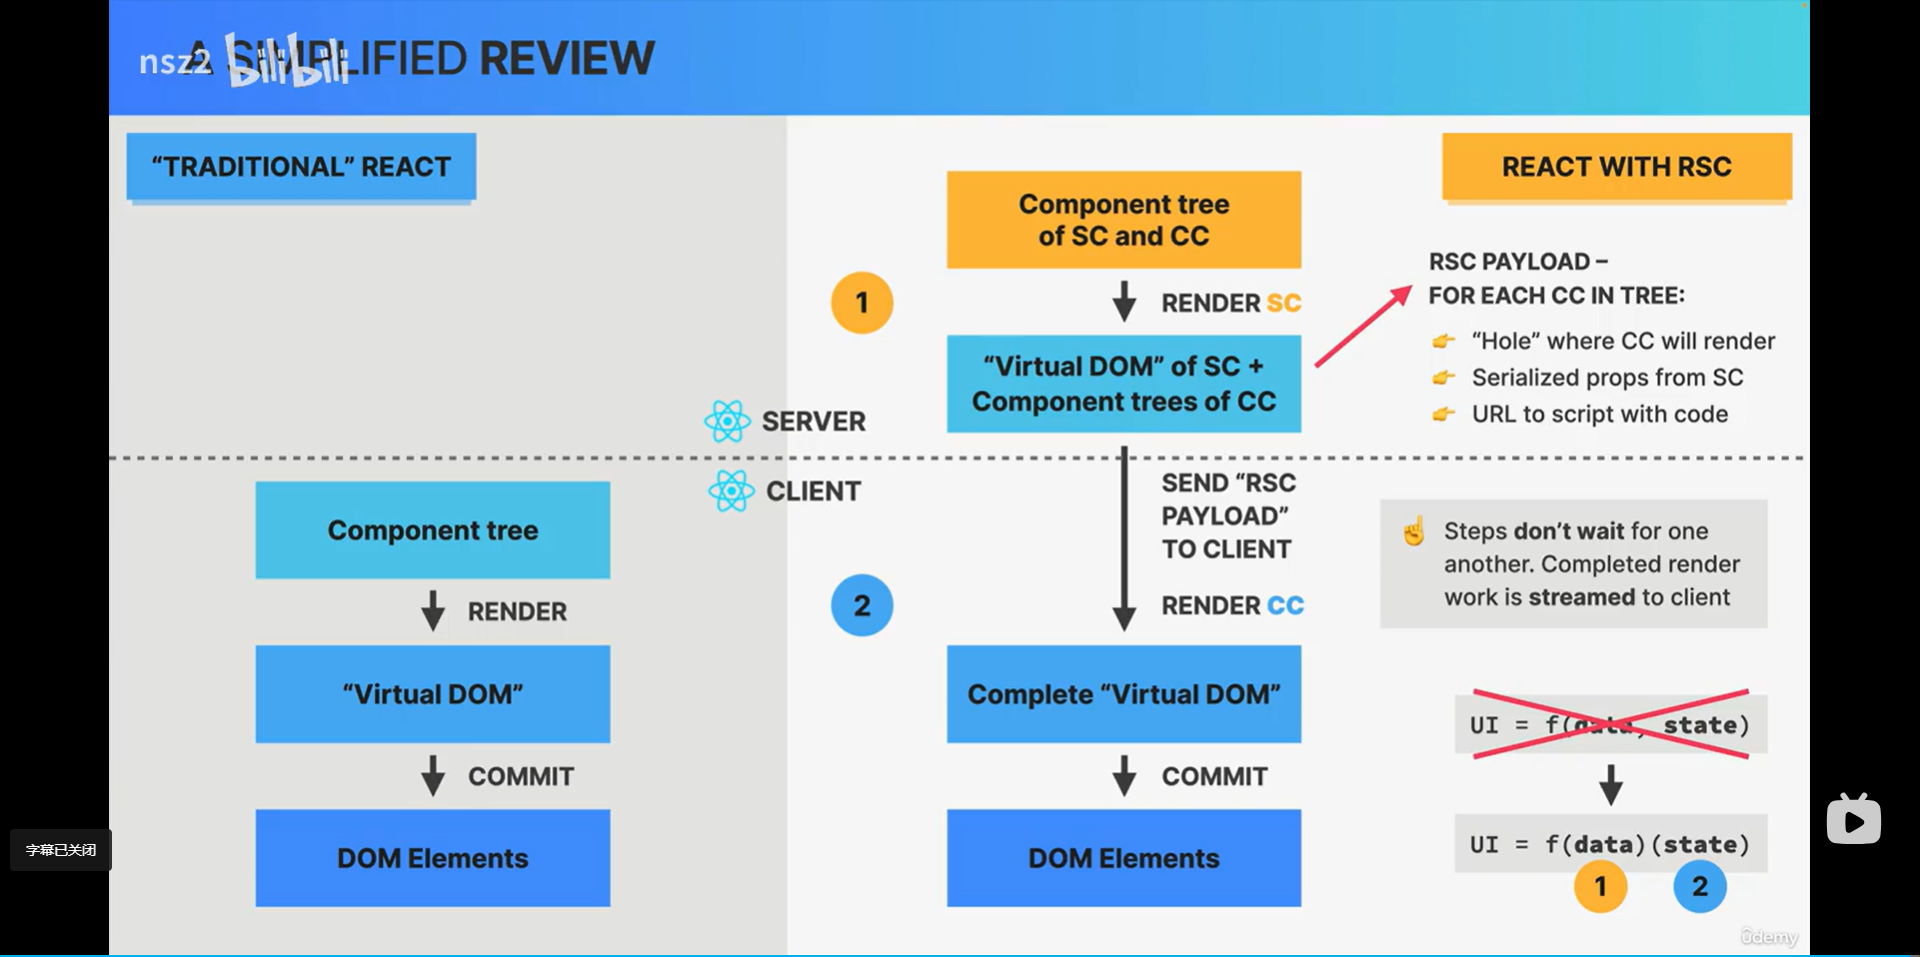 A SIMPLIFIED REVIEW
nsz2 bilibili
“TRADITIONAL” REACT
REACT WITH RSC
Component tree
of SC and CC
1
RENDER SC
“Virtual DOM” of SC +
Component trees of CC
RSC PAYLOAD –
FOR EACH CC IN TREE:
“Hole” where CC will render
Serialized props from SC
URL to script with code
SERVER
CLIENT
Component tree
RENDER
“Virtual DOM”
COMMIT
DOM Elements
SEND “RSC
PAYLOAD”
TO CLIENT
2
RENDER CC
Complete “Virtual DOM”
COMMIT
DOM Elements
Steps don’t wait for one
another. Completed render
work is streamed to client
UI = f(data, state)
UI = f(data)(state)
1
2
字幕已关闭
ûdemy